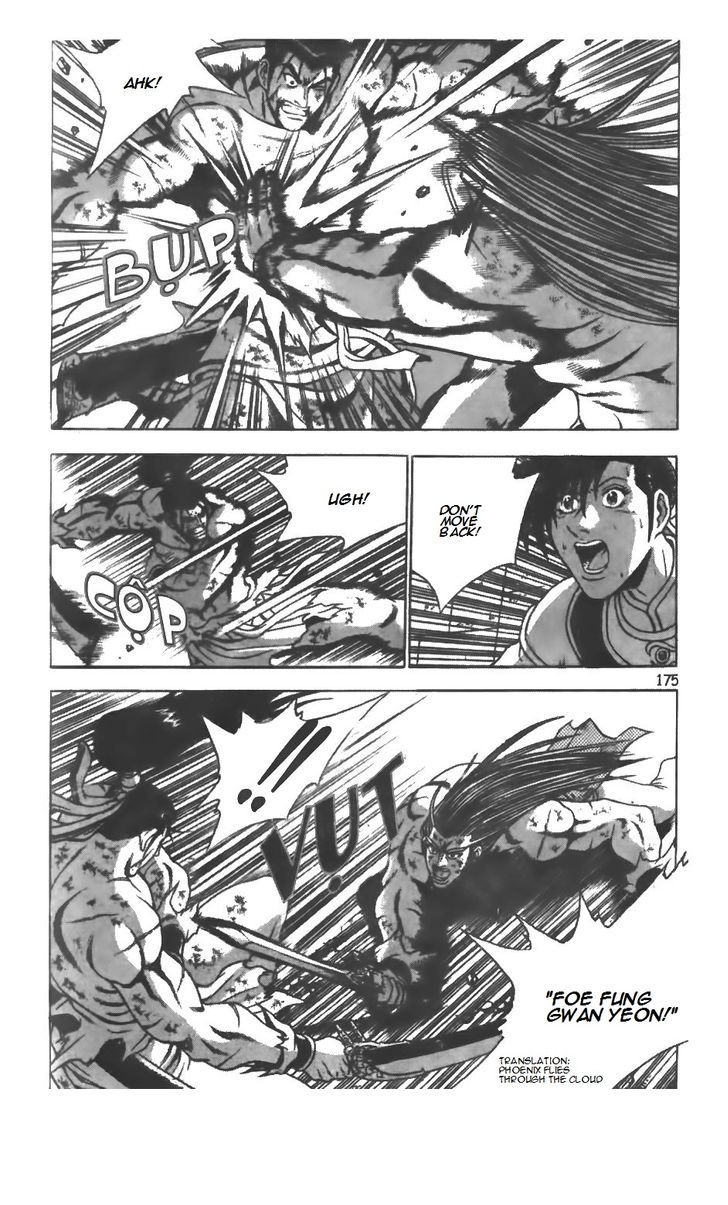 AHK!
BỤP
UGH!
CỘP
DON'T
MOVE
BACK!
175
!!
VỤT
"FOE FUNG
GWAN YEON!"
TRANSLATION:
PHOENIX FLIES
THROUGH THE CLOUD